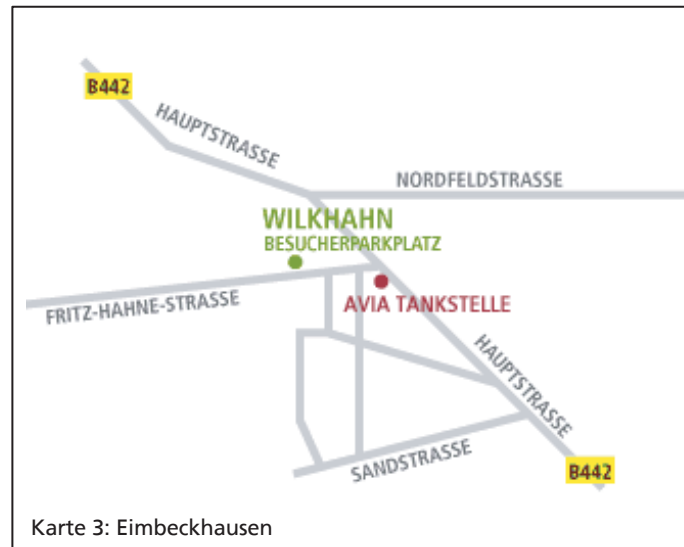 B442
HAUPTSTRASSE
NORDFELDSTRASSE
WILKHAHN
BESUCHERPARKPLATZ
FRITZ-HAHNE-STRASSE
AVIA TANKSTELLE
HAUPTSTRASSE
SANDSTRASSE
B442
Karte 3: Eimbeckhausen